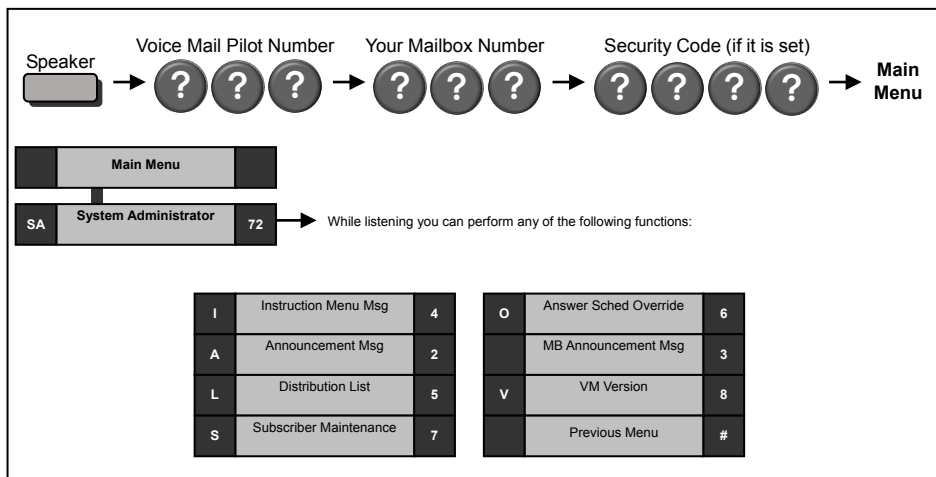 Voice Mail Pilot Number Your Mailbox Number Security Code (if it is set)
Speaker
? ? ? ? ? ? ? ? ? ? Main
Menu
Main Menu
SA System Administrator 72 While listening you can perform any of the following functions:
I Instruction Menu Msg 4 O Answer Sched Override 6
A Announcement Msg 2 MB Announcement Msg 3
L Distribution List 5 V VM Version 8
S Subscriber Maintenance 7 Previous Menu #